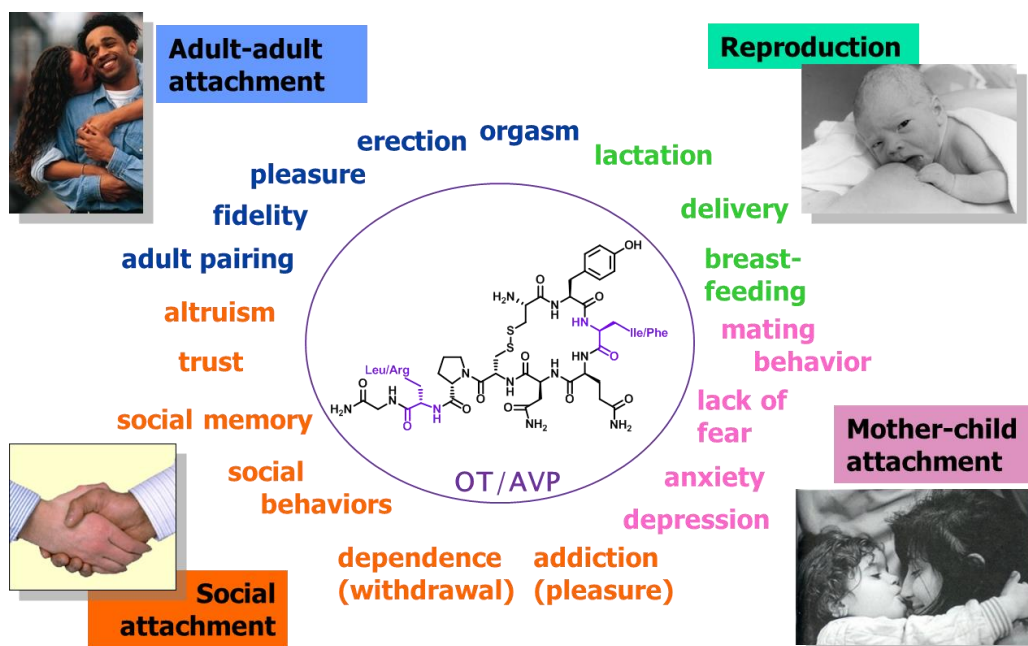 Adult-adult
attachment
Reproduction
erection
orgasm
lactation
pleasure
delivery
fidelity
adult pairing
breast-
feeding
altruism
mating
behavior
trust
lack of
fear
social memory
Mother-child
attachment
social
behaviors
anxiety
depression
dependence
(withdrawal)
addiction
(pleasure)
Social
attachment
OH
O
O
H₂N
N
H
O
HN
Ile/Phe
S
S
O
Leu/Arg
O
H
N
O
H
N
N
O
N
H
O
O
NH
O
H₂N
O
N
H
O
O
NH₂
O
NH₂
OT/AVP